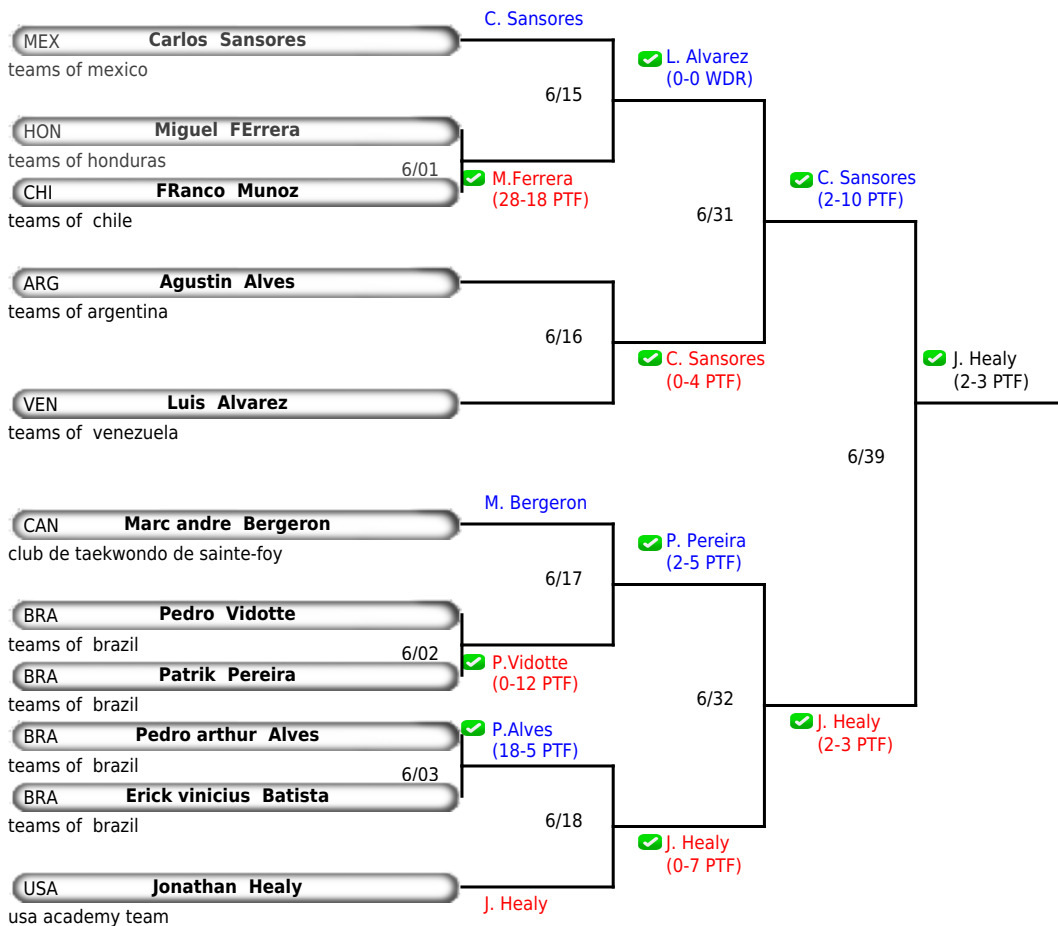 C. Sansores
MEX Carlos Sansores
teams of mexico
L. Alvarez
(0-0 WDR)
6/15
HON Miguel FErrera
teams of honduras
6/01
M.Ferrera
(28-18 PTF)
CHI FRanco Munoz
teams of chile
C. Sansores
(2-10 PTF)
6/31
ARG Agustin Alves
teams of argentina
6/16
C. Sansores
(0-4 PTF)
J. Healy
(2-3 PTF)
VEN Luis Alvarez
teams of venezuela
6/39
M. Bergeron
CAN Marc andre Bergeron
club de taekwondo de sainte-foy
P. Pereira
(2-5 PTF)
6/17
BRA Pedro Vidotte
teams of brazil
6/02
P.Vidotte
(0-12 PTF)
BRA Patrik Pereira
teams of brazil
6/32
BRA Pedro arthur Alves
teams of brazil
P.Alves
(18-5 PTF)
J. Healy
(2-3 PTF)
6/03
BRA Erick vinicius Batista
teams of brazil
6/18
J. Healy
(0-7 PTF)
USA Jonathan Healy
usa academy team
J. Healy